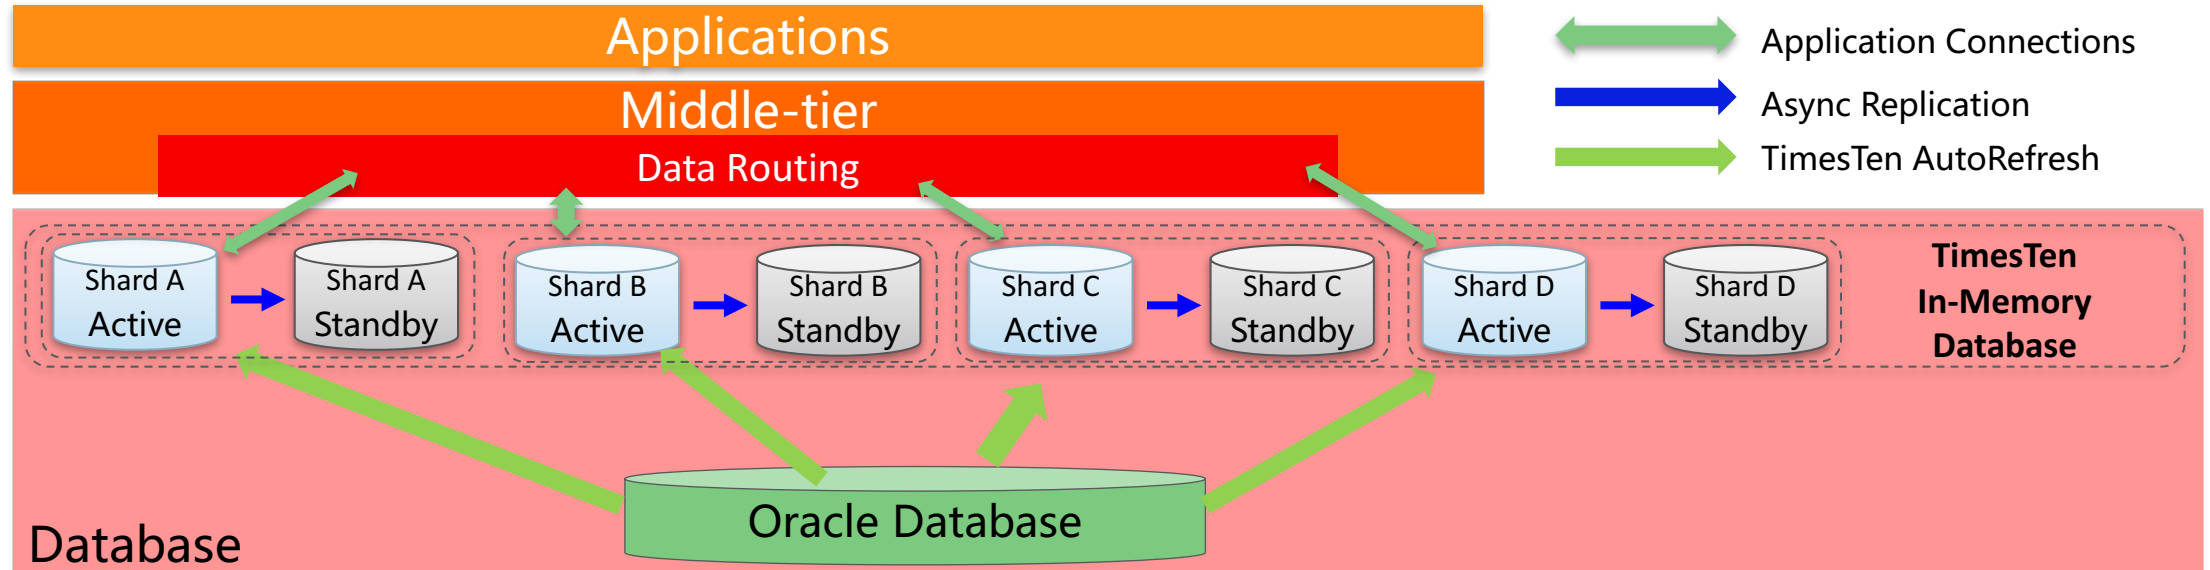 Applications
Middle-tier
Data Routing
Application Connections
Async Replication
TimesTen AutoRefresh
Shard A
Active
Shard A
Standby
Shard B
Active
Shard B
Standby
Shard C
Active
Shard C
Standby
Shard D
Active
Shard D
Standby
TimesTen
In-Memory
Database
Oracle Database
Database